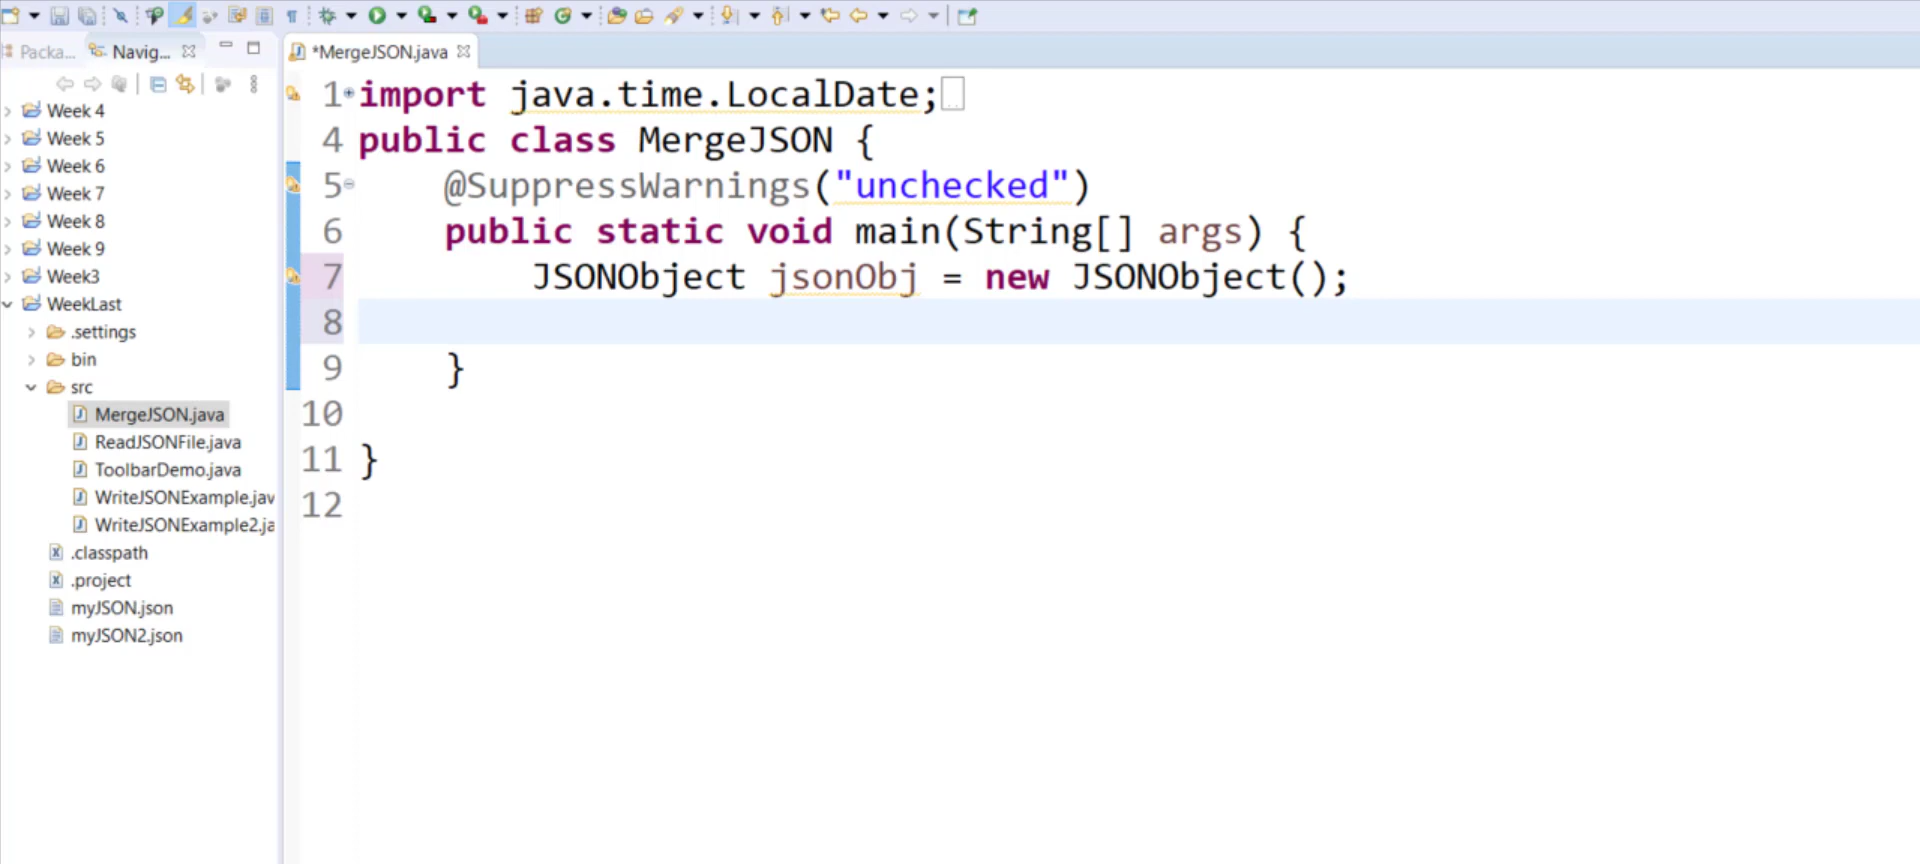 Packa...
Navig...
*MergeJSON.java
Week 4
Week 5
Week 6
Week 7
Week 8
Week 9
Week3
WeekLast
.settings
bin
src
MergeJSON.java
ReadJSONFile.java
ToolbarDemo.java
WriteJSONExample.jav
WriteJSONExample2.ja
.classpath
.project
myJSON.json
myJSON2.json
1 import java.time.LocalDate;
4 public class MergeJSON {
5 @SuppressWarnings("unchecked")
6 public static void main(String[] args) {
7 JSONObject jsonObj = new JSONObject();
8
9 }
10
11 }
12